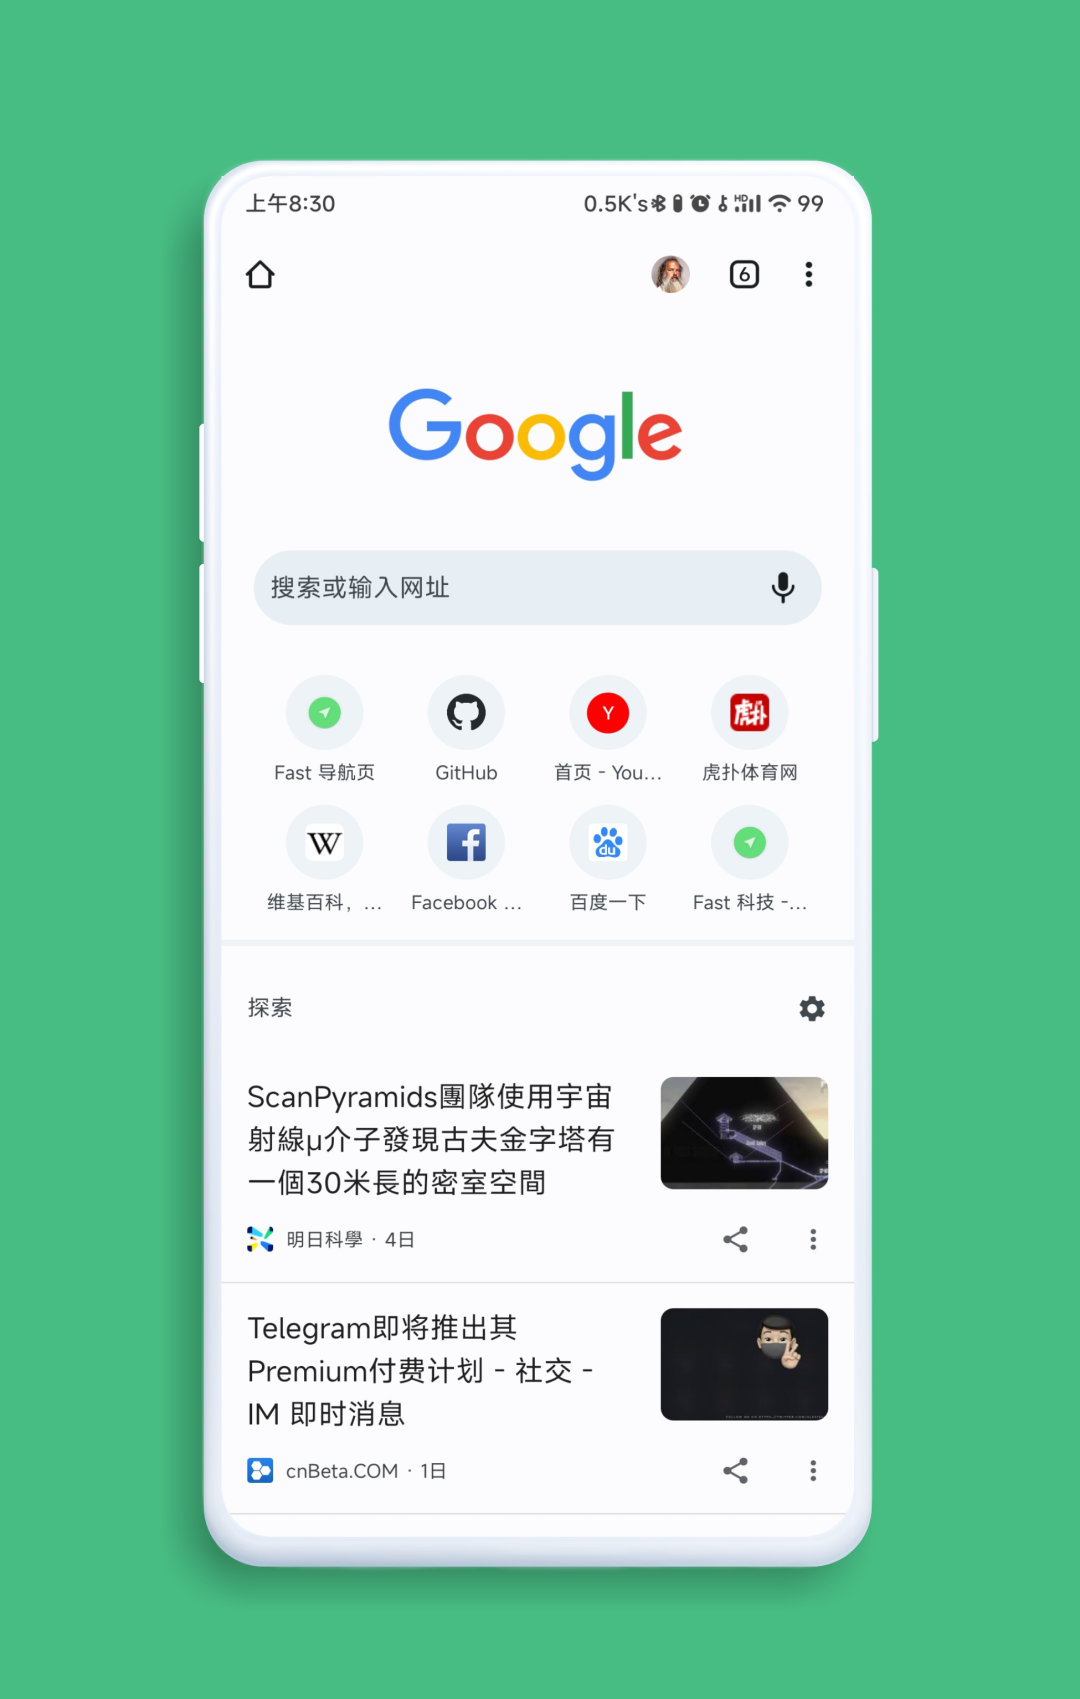 上午8:30
0.5K's HD 99
6
Google
搜索或输入网址
Y
虎扑
Fast 导航页
GitHub
首页 - You...
虎扑体育网
W
f
du
维基百科，...
Facebook ...
百度一下
Fast 科技 -...
探索
ScanPyramids團隊使用宇宙
射線μ介子發現古夫金字塔有
一個30米長的密室空間
明日科學 · 4日
Telegram即将推出其
Premium付费计划 - 社交 -
IM 即时消息
cnBeta.COM · 1日